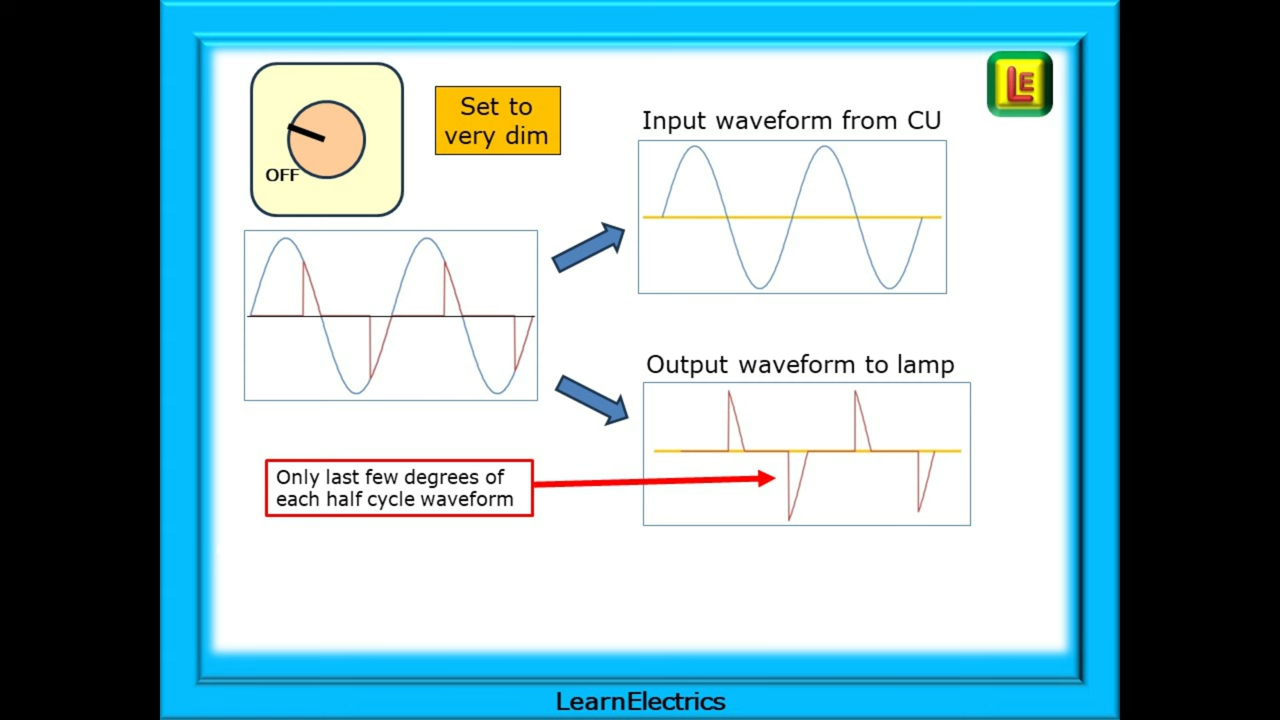 LE
Set to
very dim
OFF
Input waveform from CU
Output waveform to lamp
Only last few degrees of
each half cycle waveform
LearnElectrics